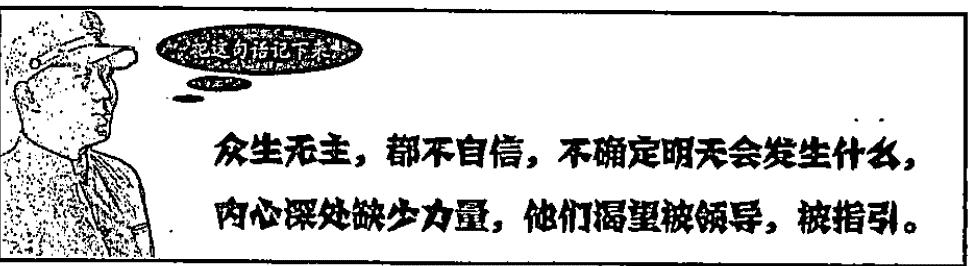 把这句话记下来！
众生无主，都不自信，不确定明天会发生什么，
内心深处缺少力量，他们渴望被领导，被指引。